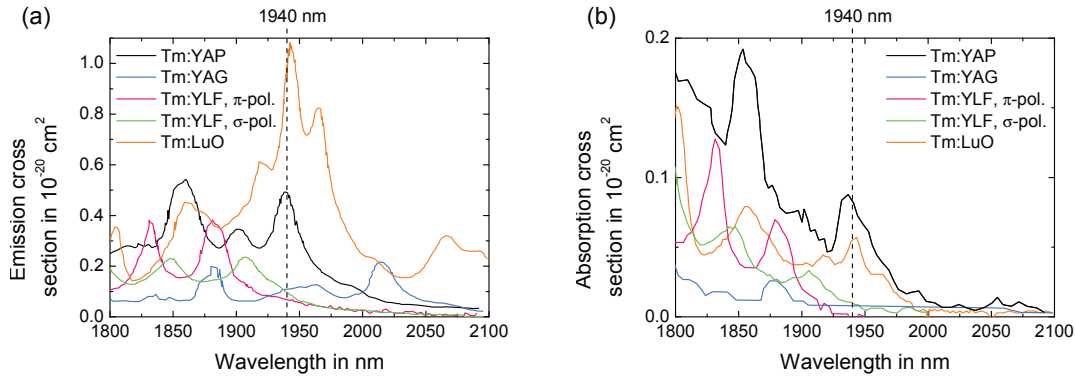 (a)
1940 nm
Emission cross
section in 10⁻²⁰ cm²
1.0
0.8
0.6
0.4
0.2
0.0
Tm:YAP
Tm:YAG
Tm:YLF, π-pol.
Tm:YLF, σ-pol.
Tm:LuO
1800 1850 1900 1950 2000 2050 2100
Wavelength in nm
(b)
1940 nm
Absorption cross
section in 10⁻²⁰ cm²
0.2
0.1
0.0
Tm:YAP
Tm:YAG
Tm:YLF, π-pol.
Tm:YLF, σ-pol.
Tm:LuO
1800 1850 1900 1950 2000 2050 2100
Wavelength in nm